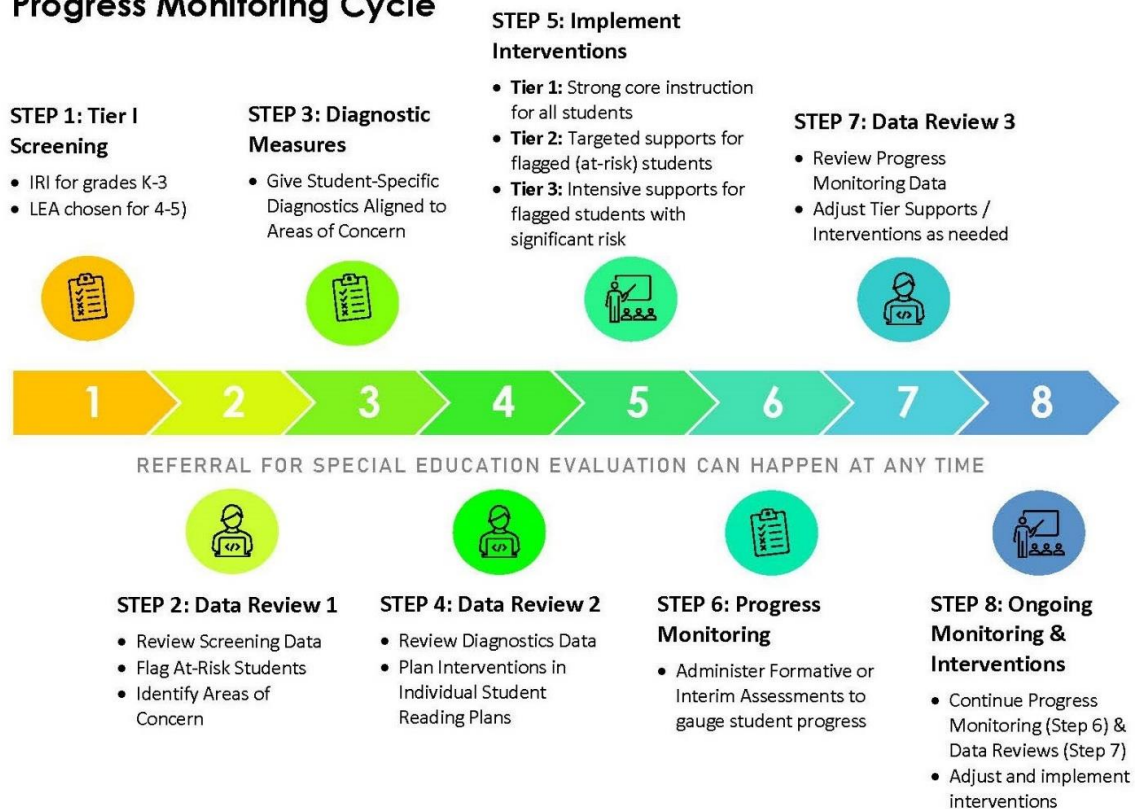 Progress Monitoring Cycle
STEP 1: Tier I
Screening
• IRI for grades K-3
• LEA chosen for 4-5)
STEP 3: Diagnostic
Measures
• Give Student-Specific
Diagnostics Aligned to
Areas of Concern
STEP 5: Implement
Interventions
• Tier 1: Strong core instruction
for all students
• Tier 2: Targeted supports for
flagged (at-risk) students
• Tier 3: Intensive supports for
flagged students with
significant risk
STEP 7: Data Review 3
• Review Progress
Monitoring Data
• Adjust Tier Supports /
Interventions as needed
1 2 3 4 5 6 7 8
REFERRAL FOR SPECIAL EDUCATION EVALUATION CAN HAPPEN AT ANY TIME
STEP 2: Data Review 1
• Review Screening Data
• Flag At-Risk Students
• Identify Areas of
Concern
STEP 4: Data Review 2
• Review Diagnostics Data
• Plan Interventions in
Individual Student
Reading Plans
STEP 6: Progress
Monitoring
• Administer Formative or
Interim Assessments to
gauge student progress
STEP 8: Ongoing
Monitoring &
Interventions
• Continue Progress
Monitoring (Step 6) &
Data Reviews (Step 7)
• Adjust and implement
interventions